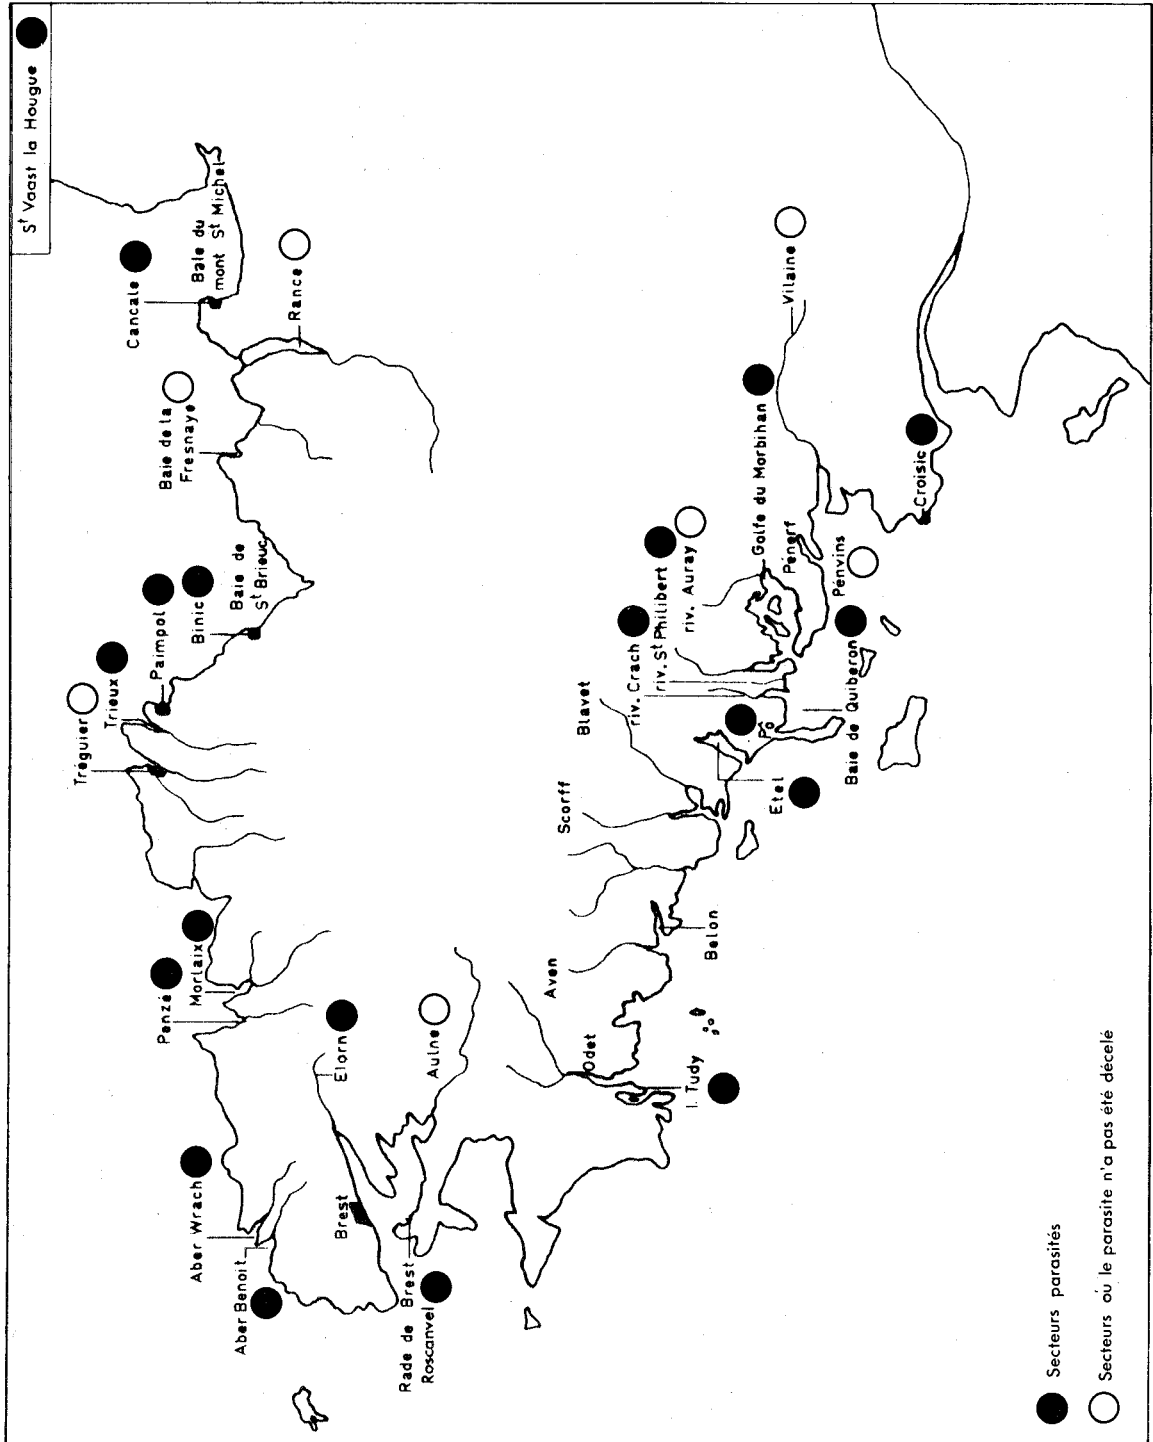 St Vaast la Hougue
Cancale
Baie du
mont St Michel
Rance
Baie de la
Fresnaye
Baie de
St Brieuc
Binic
Paimpol
Trieux
Tréguier
Morlaix
Penzé
Aber Wrach
Aber Benoit
Elorn
Brest
Aulne
Rade de Brest
Roscanvel
Odet
I. Tudy
Aven
Belon
Scorff
Blavet
Etel
Po
riv. Crach
riv. St Philibert
riv. Auray
Baie de Quiberon
Golfe du Morbihan
Pénerf
Pénvins
Vilaine
Croisic
Secteurs parasités
Secteurs où le parasite n'a pas été décelé